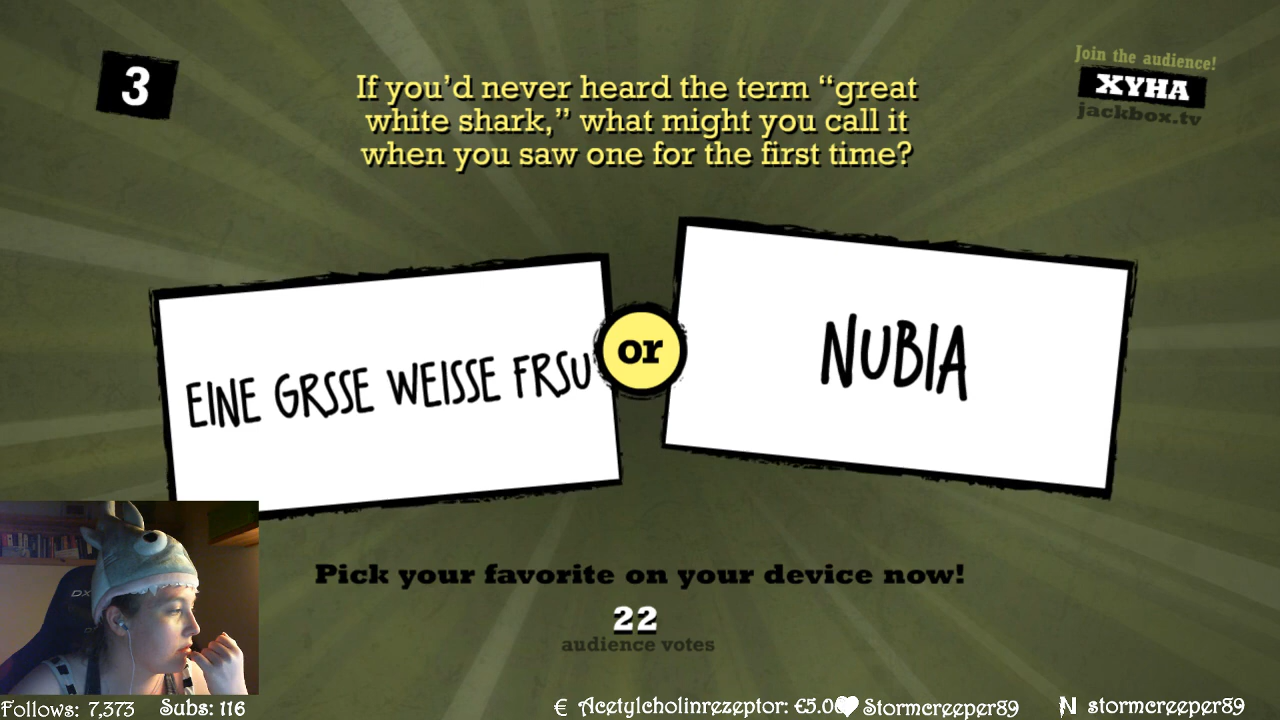 3
If you’d never heard the term “great
white shark,” what might you call it
when you saw one for the first time?
Join the audience!
XYHA
jackbox.tv
EINE GRSSE WEISSE FRSU
or
NUBIA
Pick your favorite on your device now!
22
audience votes
DX
Follows: 7,373 Subs: 116 € Acetylcholinrezeptor: €5.0 Stormcreeper89 N stormcreeper89